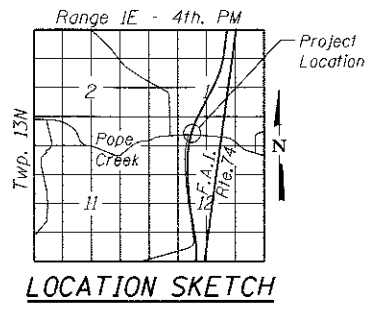 Range 1E - 4th. PM
Project
Location
2
1
Twp. 13N
Pope
Creek
N
F.A.I.
Rte. 74
11
12
LOCATION SKETCH